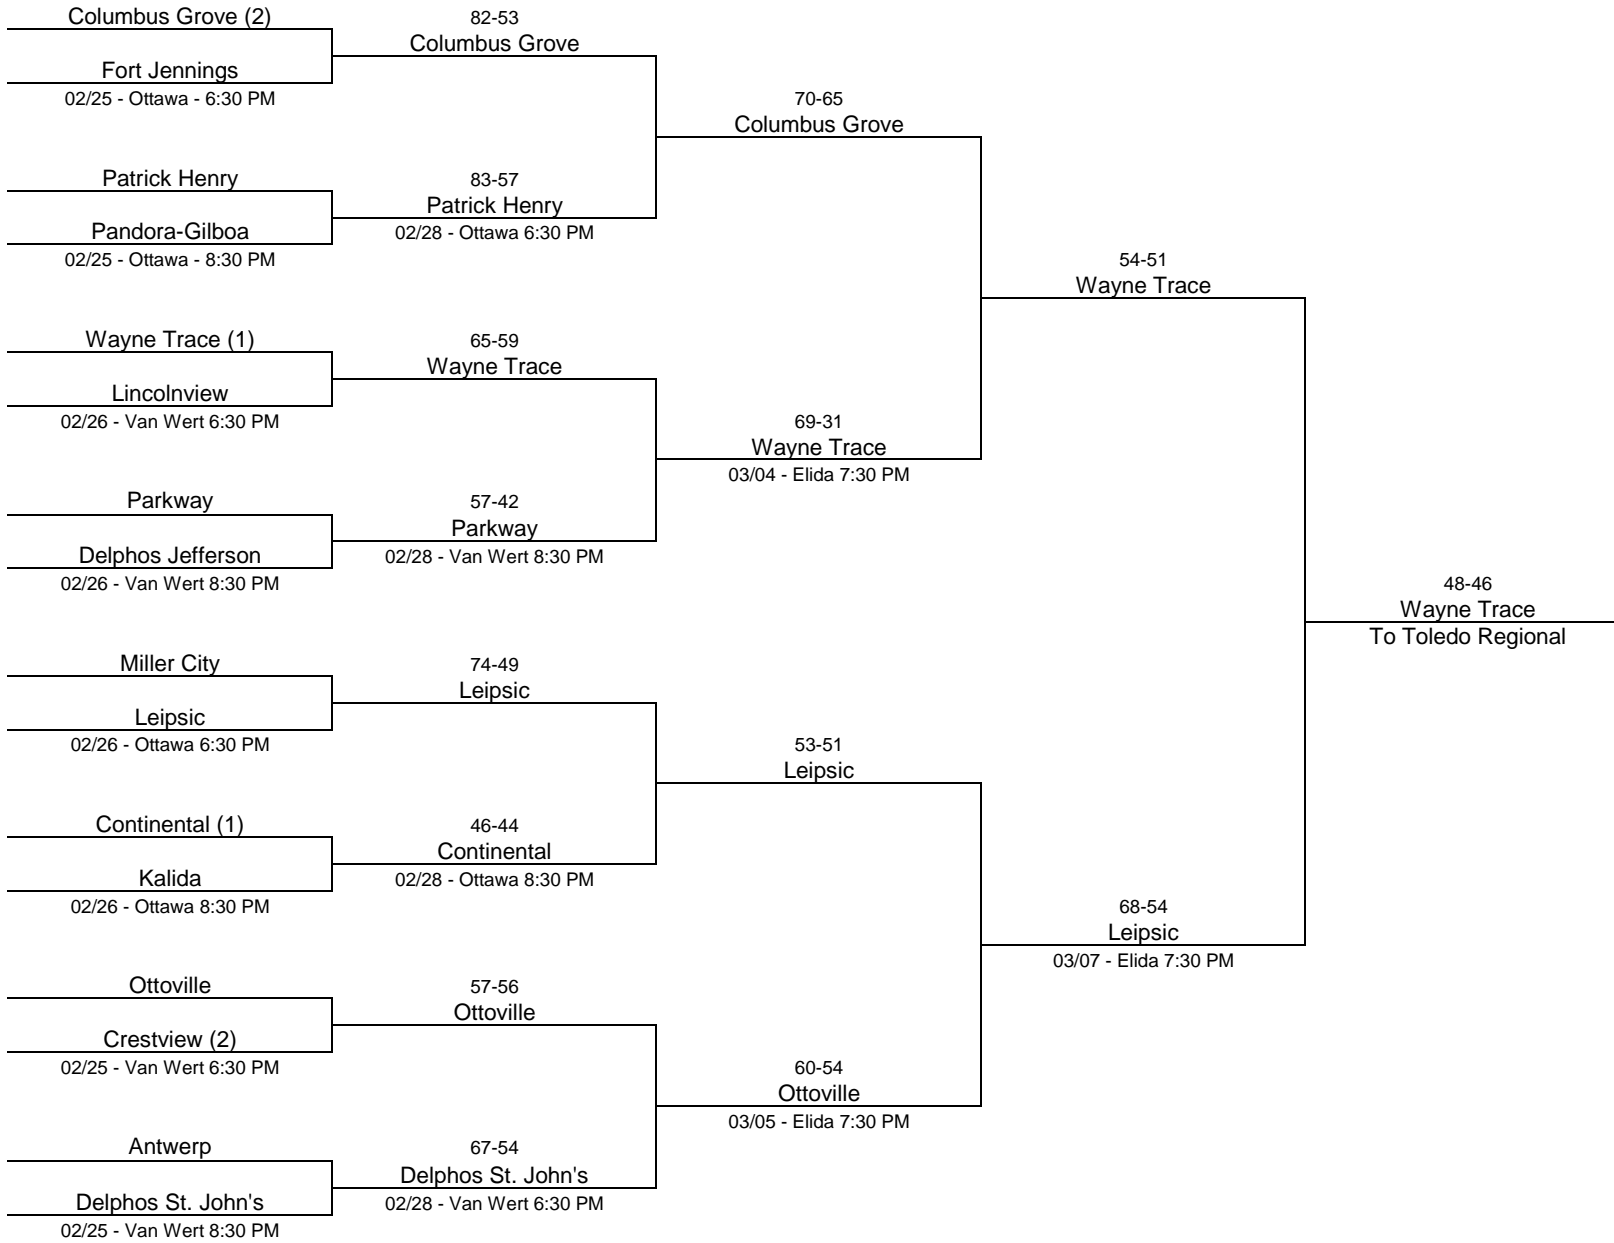 Columbus Grove (2)
Fort Jennings
02/25 - Ottawa - 6:30 PM
Patrick Henry
Pandora-Gilboa
02/25 - Ottawa - 8:30 PM
Wayne Trace (1)
Lincolnview
02/26 - Van Wert 6:30 PM
Parkway
Delphos Jefferson
02/26 - Van Wert 8:30 PM
Miller City
Leipsic
02/26 - Ottawa 6:30 PM
Continental (1)
Kalida
02/26 - Ottawa 8:30 PM
Ottoville
Crestview (2)
02/25 - Van Wert 6:30 PM
Antwerp
Delphos St. John's
02/25 - Van Wert 8:30 PM
82-53
Columbus Grove
83-57
Patrick Henry
02/28 - Ottawa 6:30 PM
65-59
Wayne Trace
57-42
Parkway
02/28 - Van Wert 8:30 PM
74-49
Leipsic
46-44
Continental
02/28 - Ottawa 8:30 PM
57-56
Ottoville
67-54
Delphos St. John's
02/28 - Van Wert 6:30 PM
70-65
Columbus Grove
69-31
Wayne Trace
03/04 - Elida 7:30 PM
53-51
Leipsic
60-54
Ottoville
03/05 - Elida 7:30 PM
54-51
Wayne Trace
68-54
Leipsic
03/07 - Elida 7:30 PM
48-46
Wayne Trace
To Toledo Regional